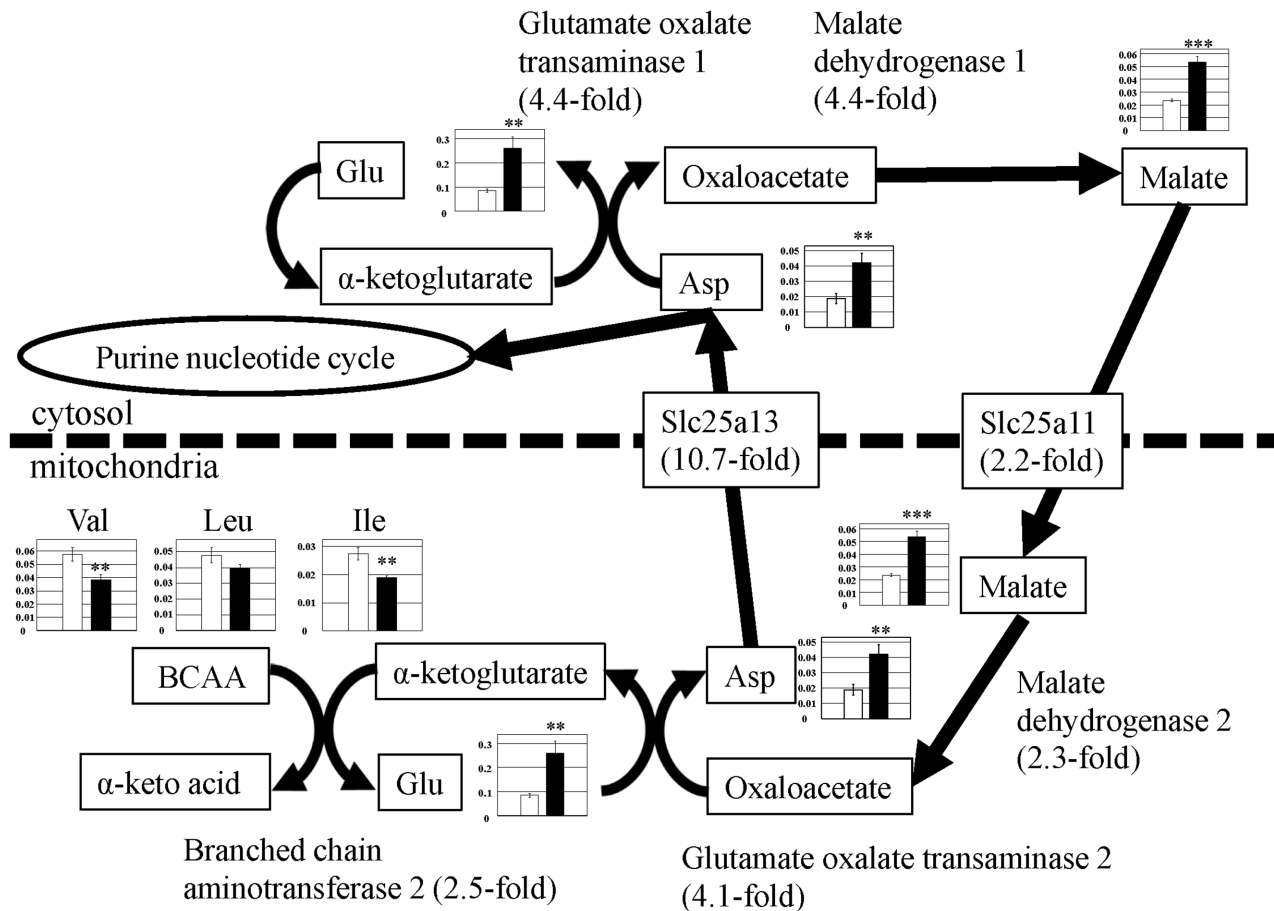 Glutamate oxalate
transaminase 1
(4.4-fold)
Malate
dehydrogenase 1
(4.4-fold)
***
0.06
0.05
0.04
0.03
0.02
0.01
0
**
0.3
0.2
0.1
0
Glu
Oxaloacetate
Malate
α-ketoglutarate
Asp
**
0.05
0.04
0.03
0.02
0.01
0
Purine nucleotide cycle
cytosol
mitochondria
Slc25a13
(10.7-fold)
Slc25a11
(2.2-fold)
Val
0.06
0.05
0.04
0.03
0.02
0.01
0
**
Leu
0.05
0.04
0.03
0.02
0.01
0
Ile
0.03
0.02
0.01
0
**
***
0.06
0.05
0.04
0.03
0.02
0.01
0
Malate
BCAA
α-ketoglutarate
Asp
**
0.05
0.04
0.03
0.02
0.01
0
Malate
dehydrogenase 2
(2.3-fold)
α-keto acid
Glu
**
0.3
0.2
0.1
0
Oxaloacetate
Branched chain
aminotransferase 2 (2.5-fold)
Glutamate oxalate transaminase 2
(4.1-fold)